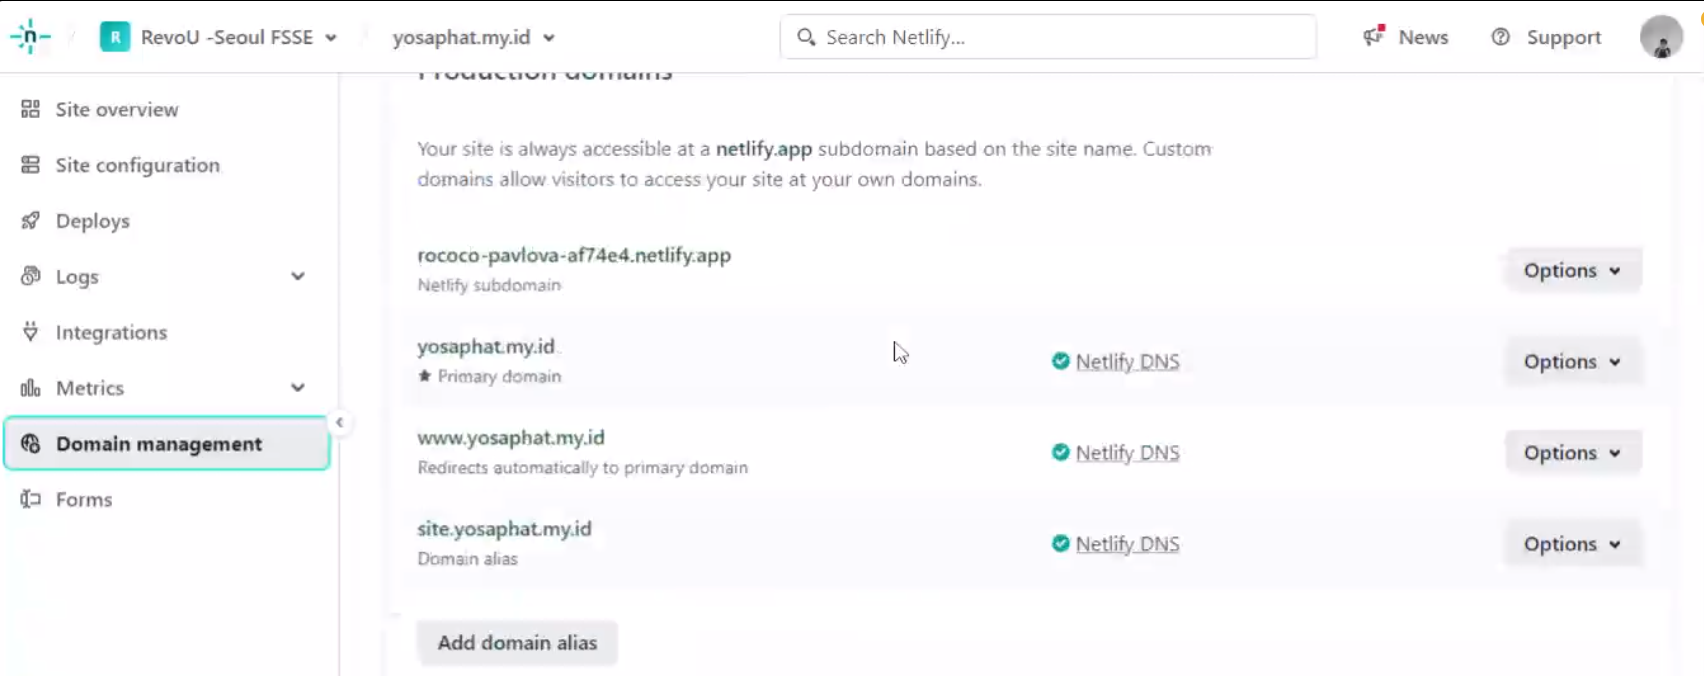 n
R RevoU -Seoul FSSE
yosaphat.my.id
Search Netlify...
News
Support
Site overview
Site configuration
Deploys
Logs
Integrations
Metrics
Domain management
Forms
Production domains
Your site is always accessible at a netlify.app subdomain based on the site name. Custom
domains allow visitors to access your site at your own domains.
rococo-pavlova-af74e4.netlify.app
Netlify subdomain
Options
yosaphat.my.id
★ Primary domain
Netlify DNS
Options
www.yosaphat.my.id
Redirects automatically to primary domain
Netlify DNS
Options
site.yosaphat.my.id
Domain alias
Netlify DNS
Options
Add domain alias